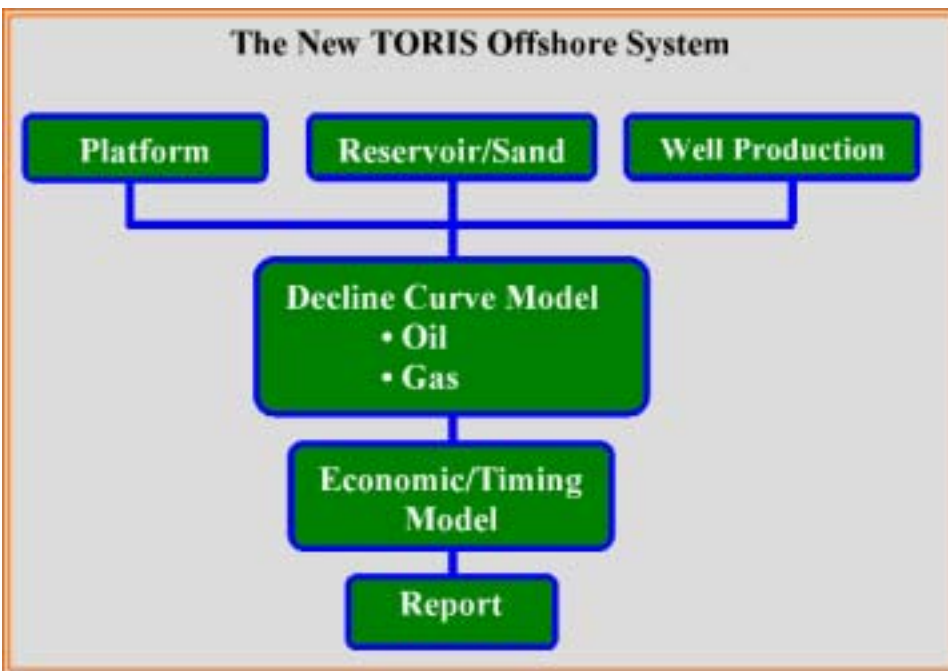 The New TORIS Offshore System
Platform
Reservoir/Sand
Well Production
Decline Curve Model
• Oil
• Gas
Economic/Timing
Model
Report